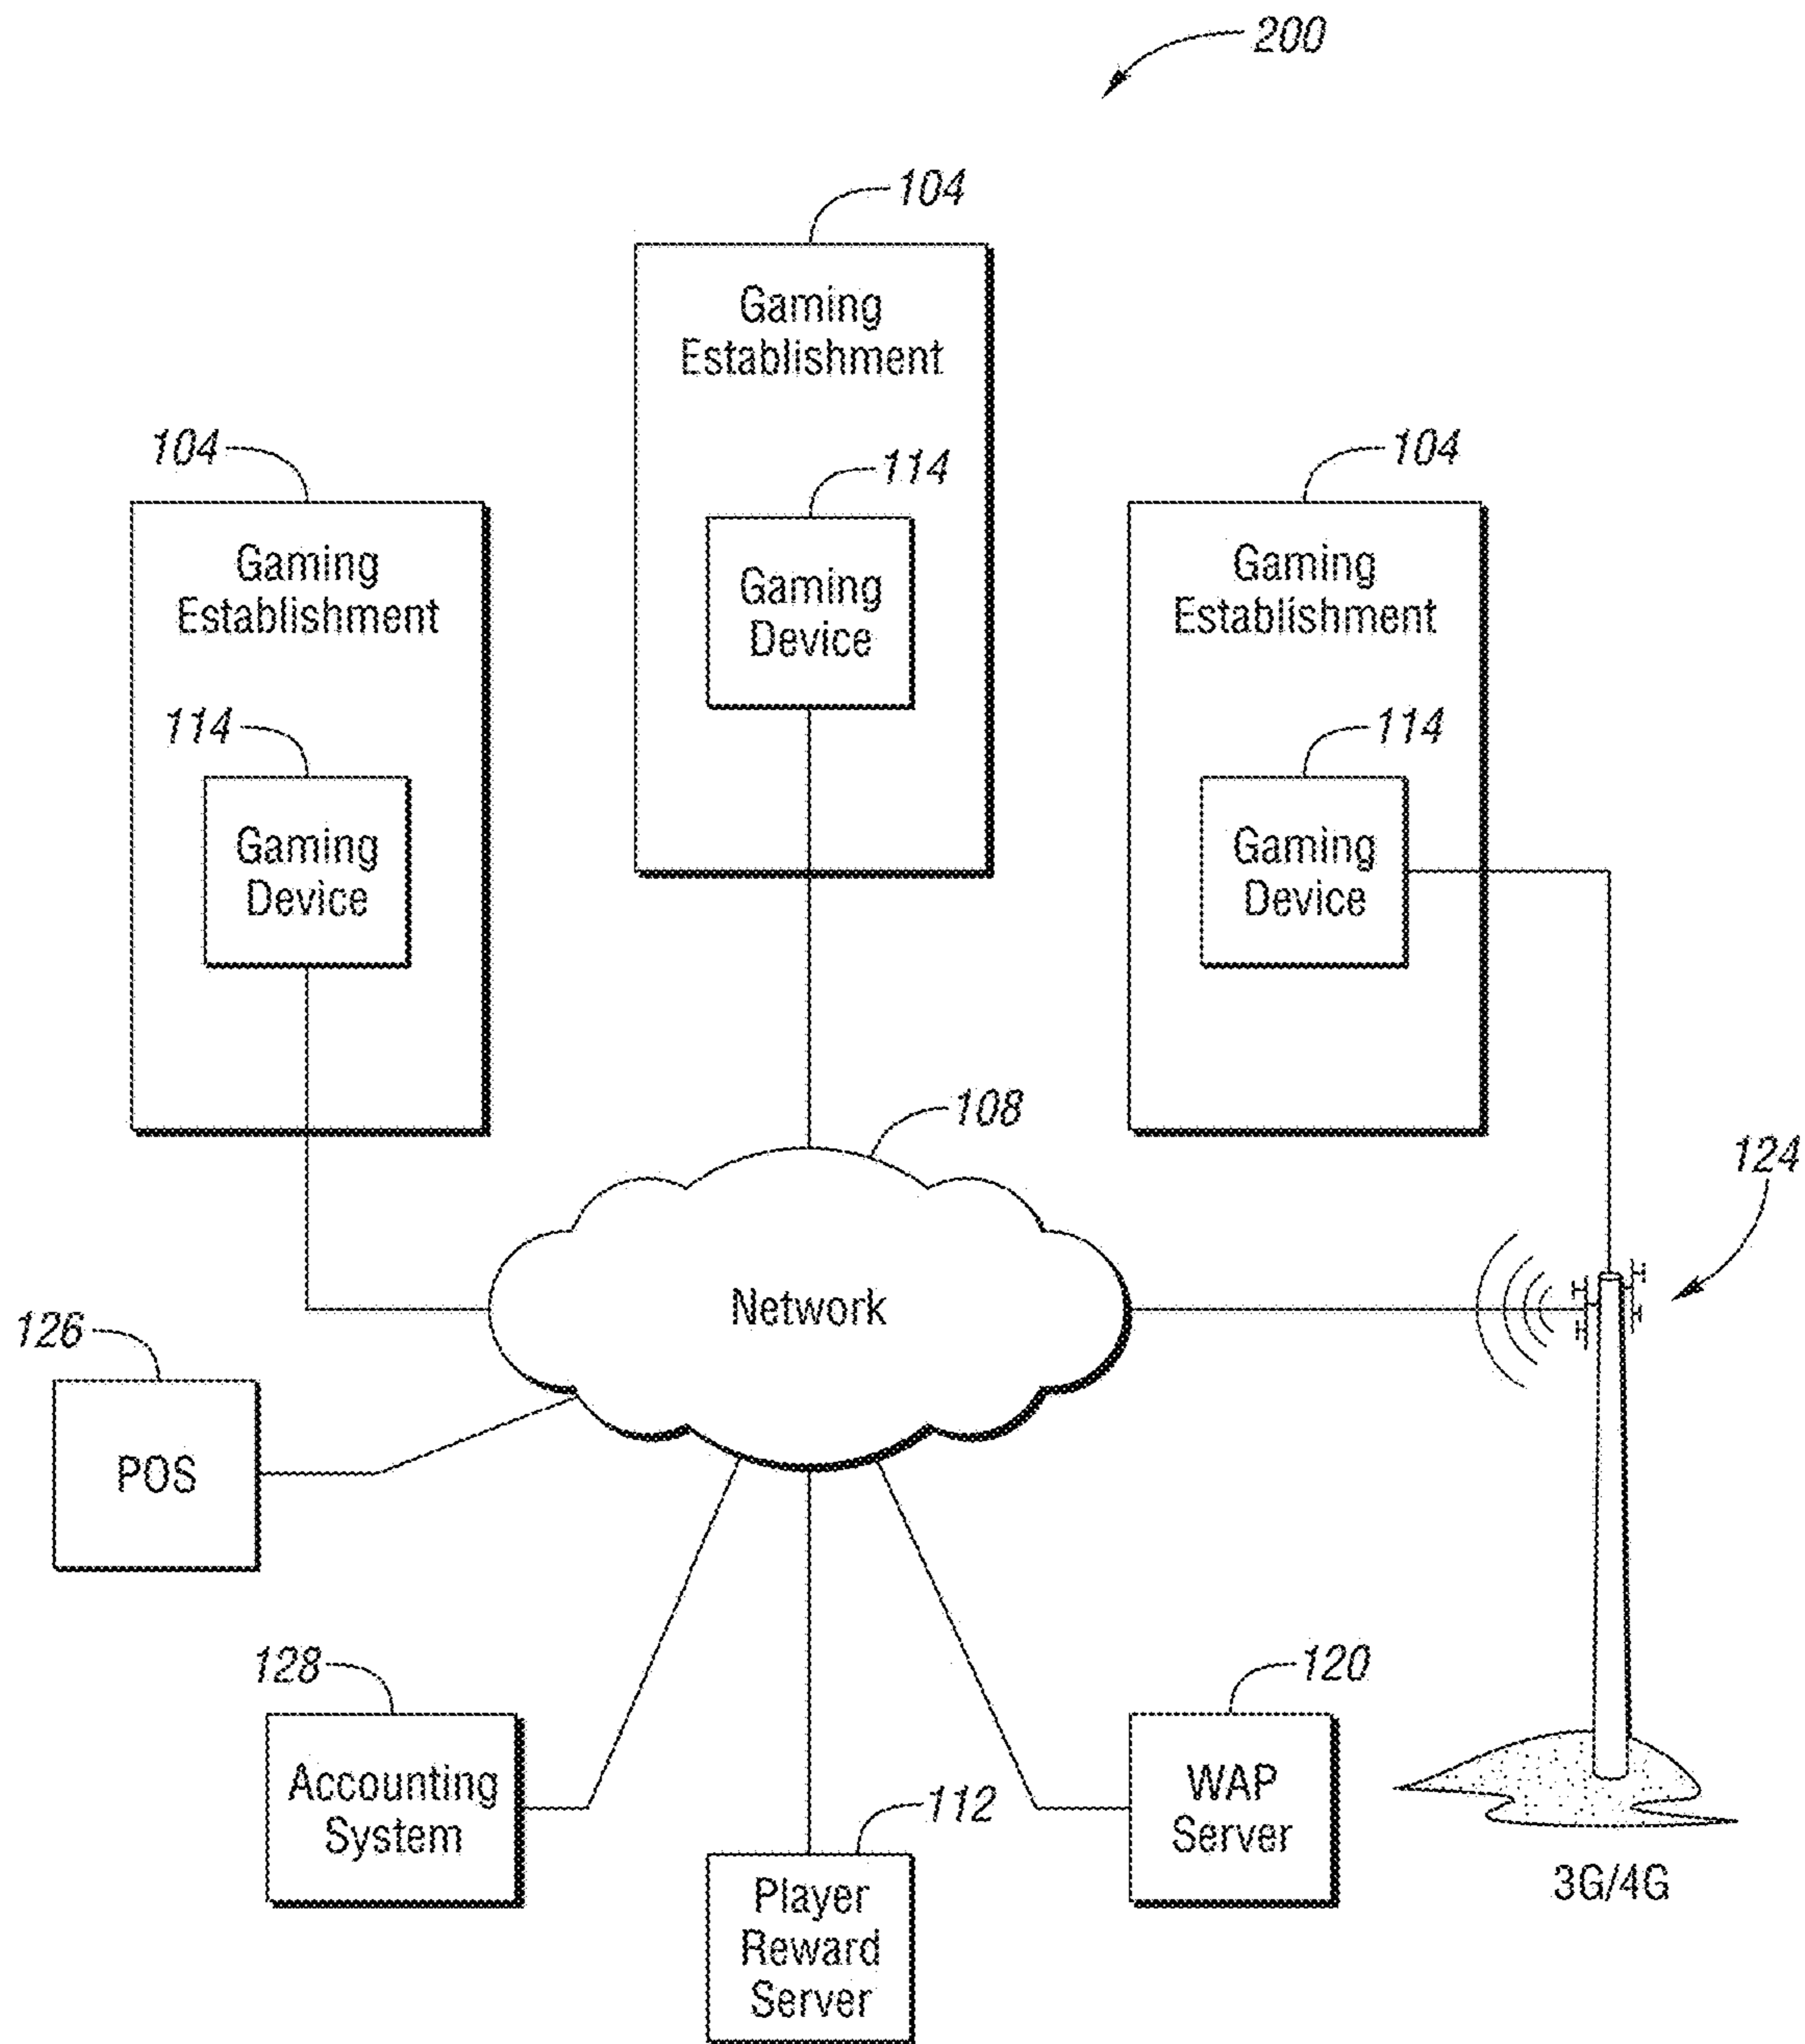 200
104
Gaming
Establishment
104
114
104
Gaming
Establishment
Gaming
Device
Gaming
Establishment
114
114
Gaming
Device
Gaming
Device
108
124
Network
126
POS
128
120
Accounting
System
112
WAP
Server
Player
Reward
Server
3G/4G